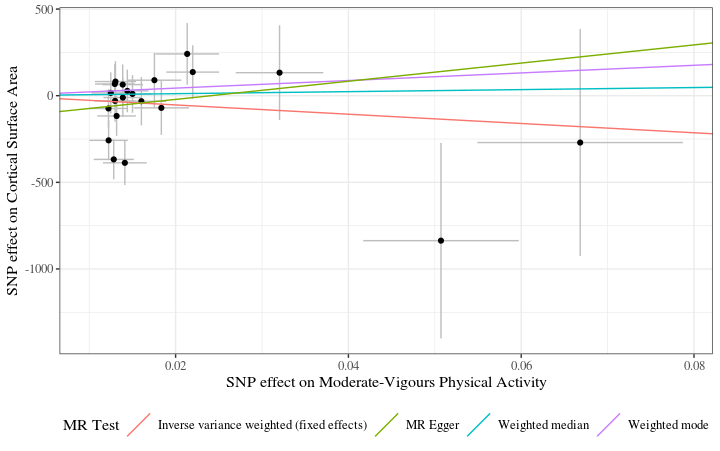 SNP effect on Cortical Surface Area
500
0
-500
-1000
0.02
0.04
0.06
0.08
SNP effect on Moderate-Vigours Physical Activity
MR Test
Inverse variance weighted (fixed effects)
MR Egger
Weighted median
Weighted mode